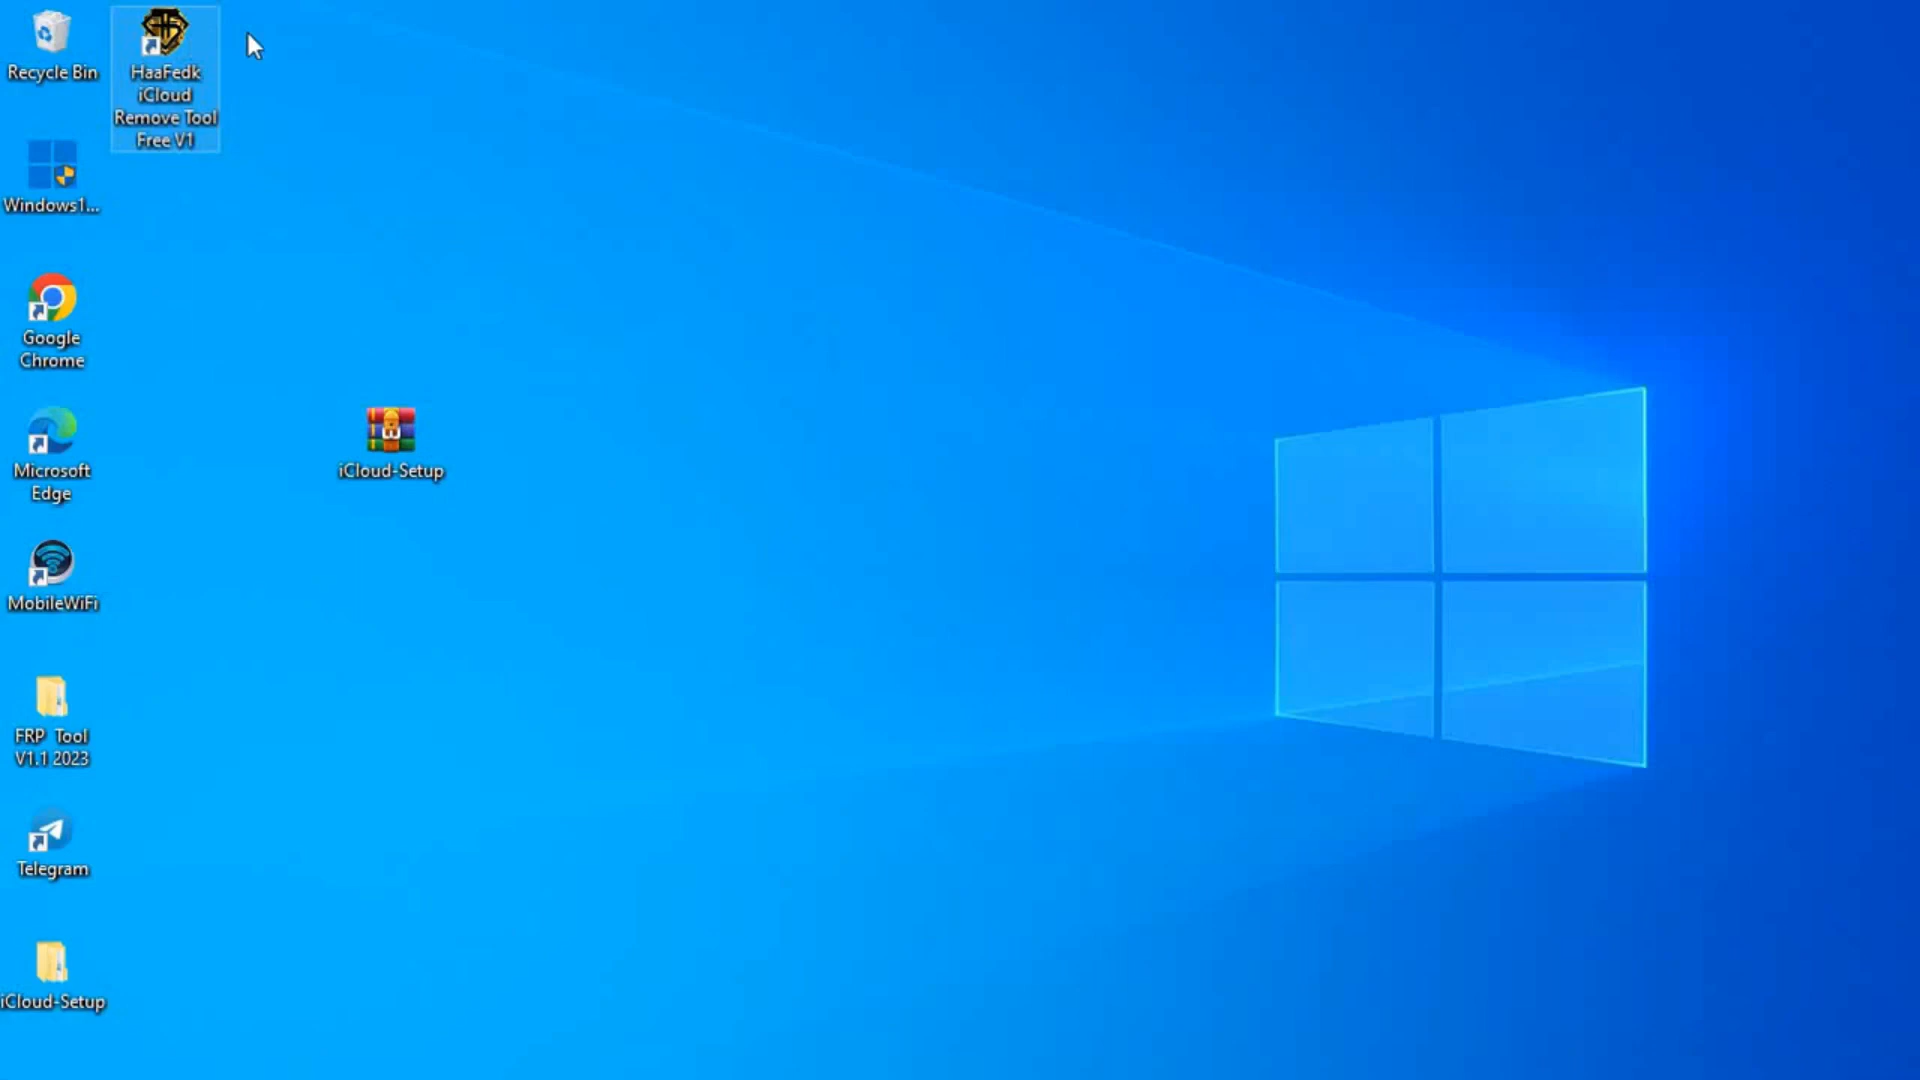 Recycle Bin
HaaFedk
iCloud
Remove Tool
Free V1
Windows1...
Google
Chrome
Microsoft
Edge
iCloud-Setup
MobileWiFi
FRP Tool
V1.1 2023
Telegram
iCloud-Setup